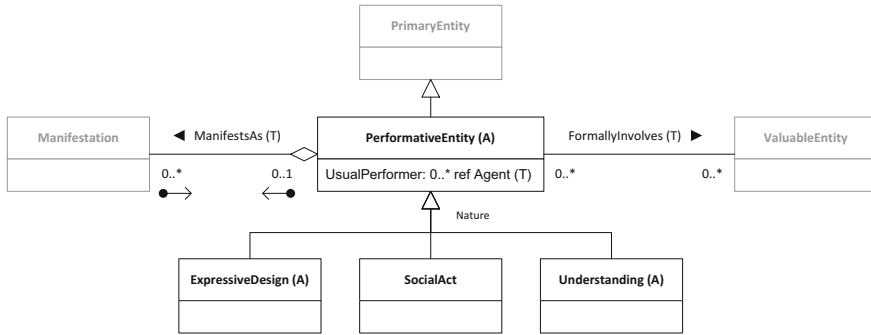 PrimaryEntity
Manifestation
◄ ManifestsAs (T)
PerformativeEntity (A)
FormallyInvolves (T) ►
ValuableEntity
UsualPerformer: 0..* ref Agent (T)
0..*
0..1
0..*
0..*
Nature
ExpressiveDesign (A)
SocialAct
Understanding (A)